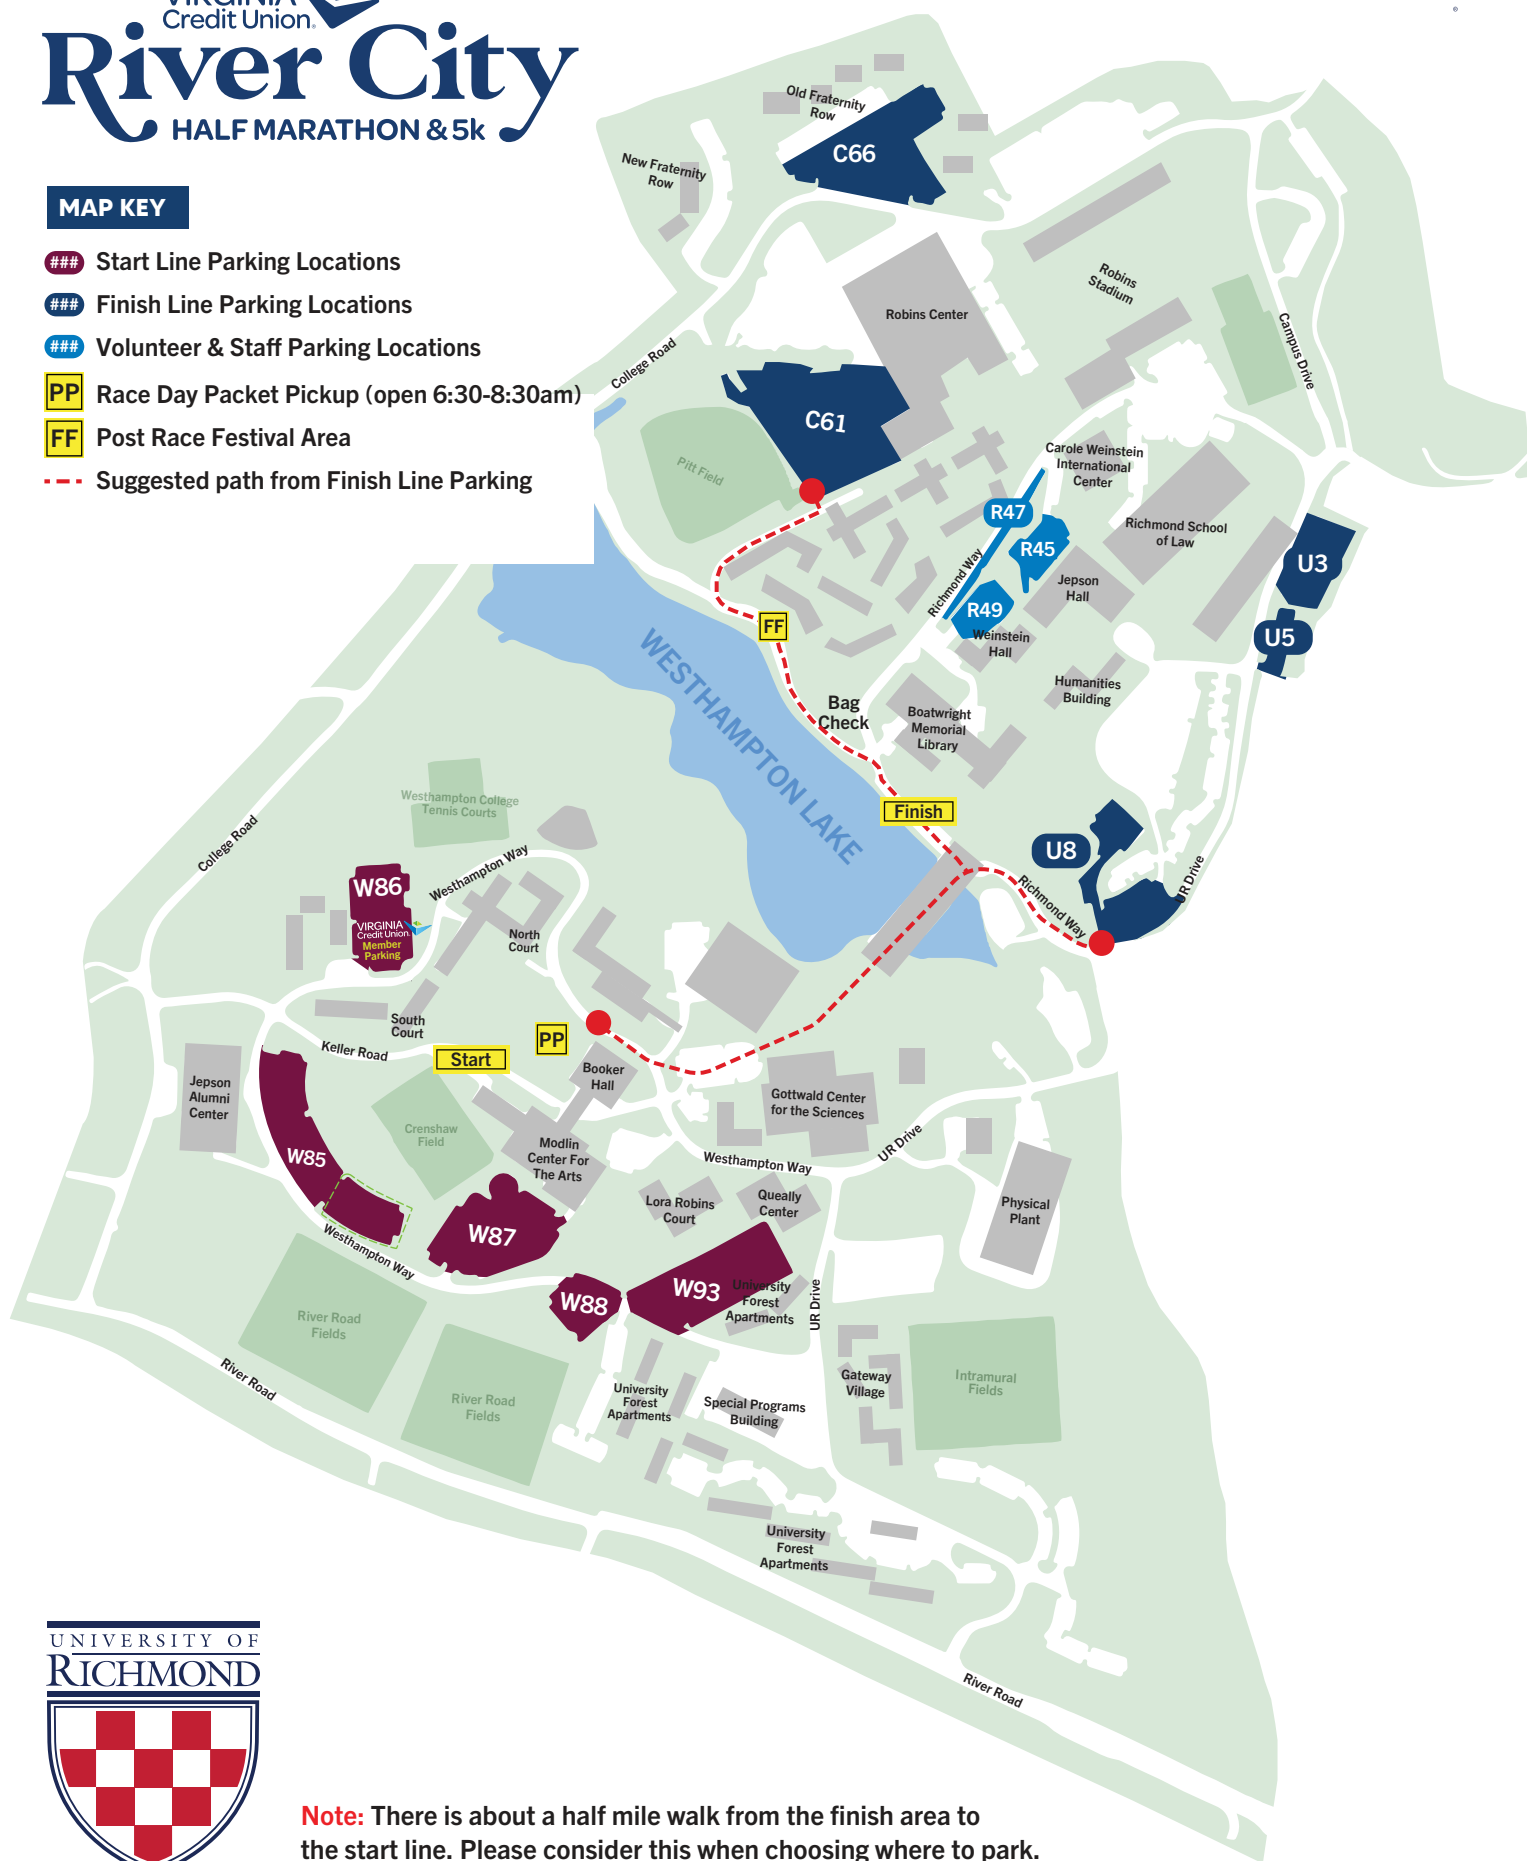 VIRGINIA
Credit Union®
River City
HALF MARATHON & 5k
®
MAP KEY
### Start Line Parking Locations
### Finish Line Parking Locations
### Volunteer & Staff Parking Locations
PP Race Day Packet Pickup (open 6:30-8:30am)
FF Post Race Festival Area
Suggested path from Finish Line Parking
Old Fraternity
Row
C66
New Fraternity
Row
Robins
Stadium
Robins Center
Campus Drive
College Road
C61
Pitt Field
Carole Weinstein
International
Center
R47
Richmond School
of Law
R45
U3
Richmond Way
Jepson
Hall
R49
Weinstein
Hall
U5
FF
WESTHAMPTON LAKE
Humanities
Building
Bag
Check
Boatwright
Memorial
Library
Westhampton College
Tennis Courts
Finish
College Road
U8
Westhampton Way
Richmond Way
UR Drive
W86
VIRGINIA
Credit Union
Member
Parking
North
Court
South
Court
PP
Keller Road
Start
Booker
Hall
Jepson
Alumni
Center
Gottwald Center
for the Sciences
Crenshaw
Field
Modlin
Center For
The Arts
UR Drive
W85
Westhampton Way
Lora Robins
Court
Queally
Center
Physical
Plant
W87
Westhampton Way
W88
W93
University
Forest
Apartments
UR Drive
River Road
Fields
River Road
River Road
Fields
University
Forest
Apartments
Special Programs
Building
Gateway
Village
Intramural
Fields
University
Forest
Apartments
River Road
UNIVERSITY OF
RICHMOND
Note: There is about a half mile walk from the finish area to
the start line. Please consider this when choosing where to park.